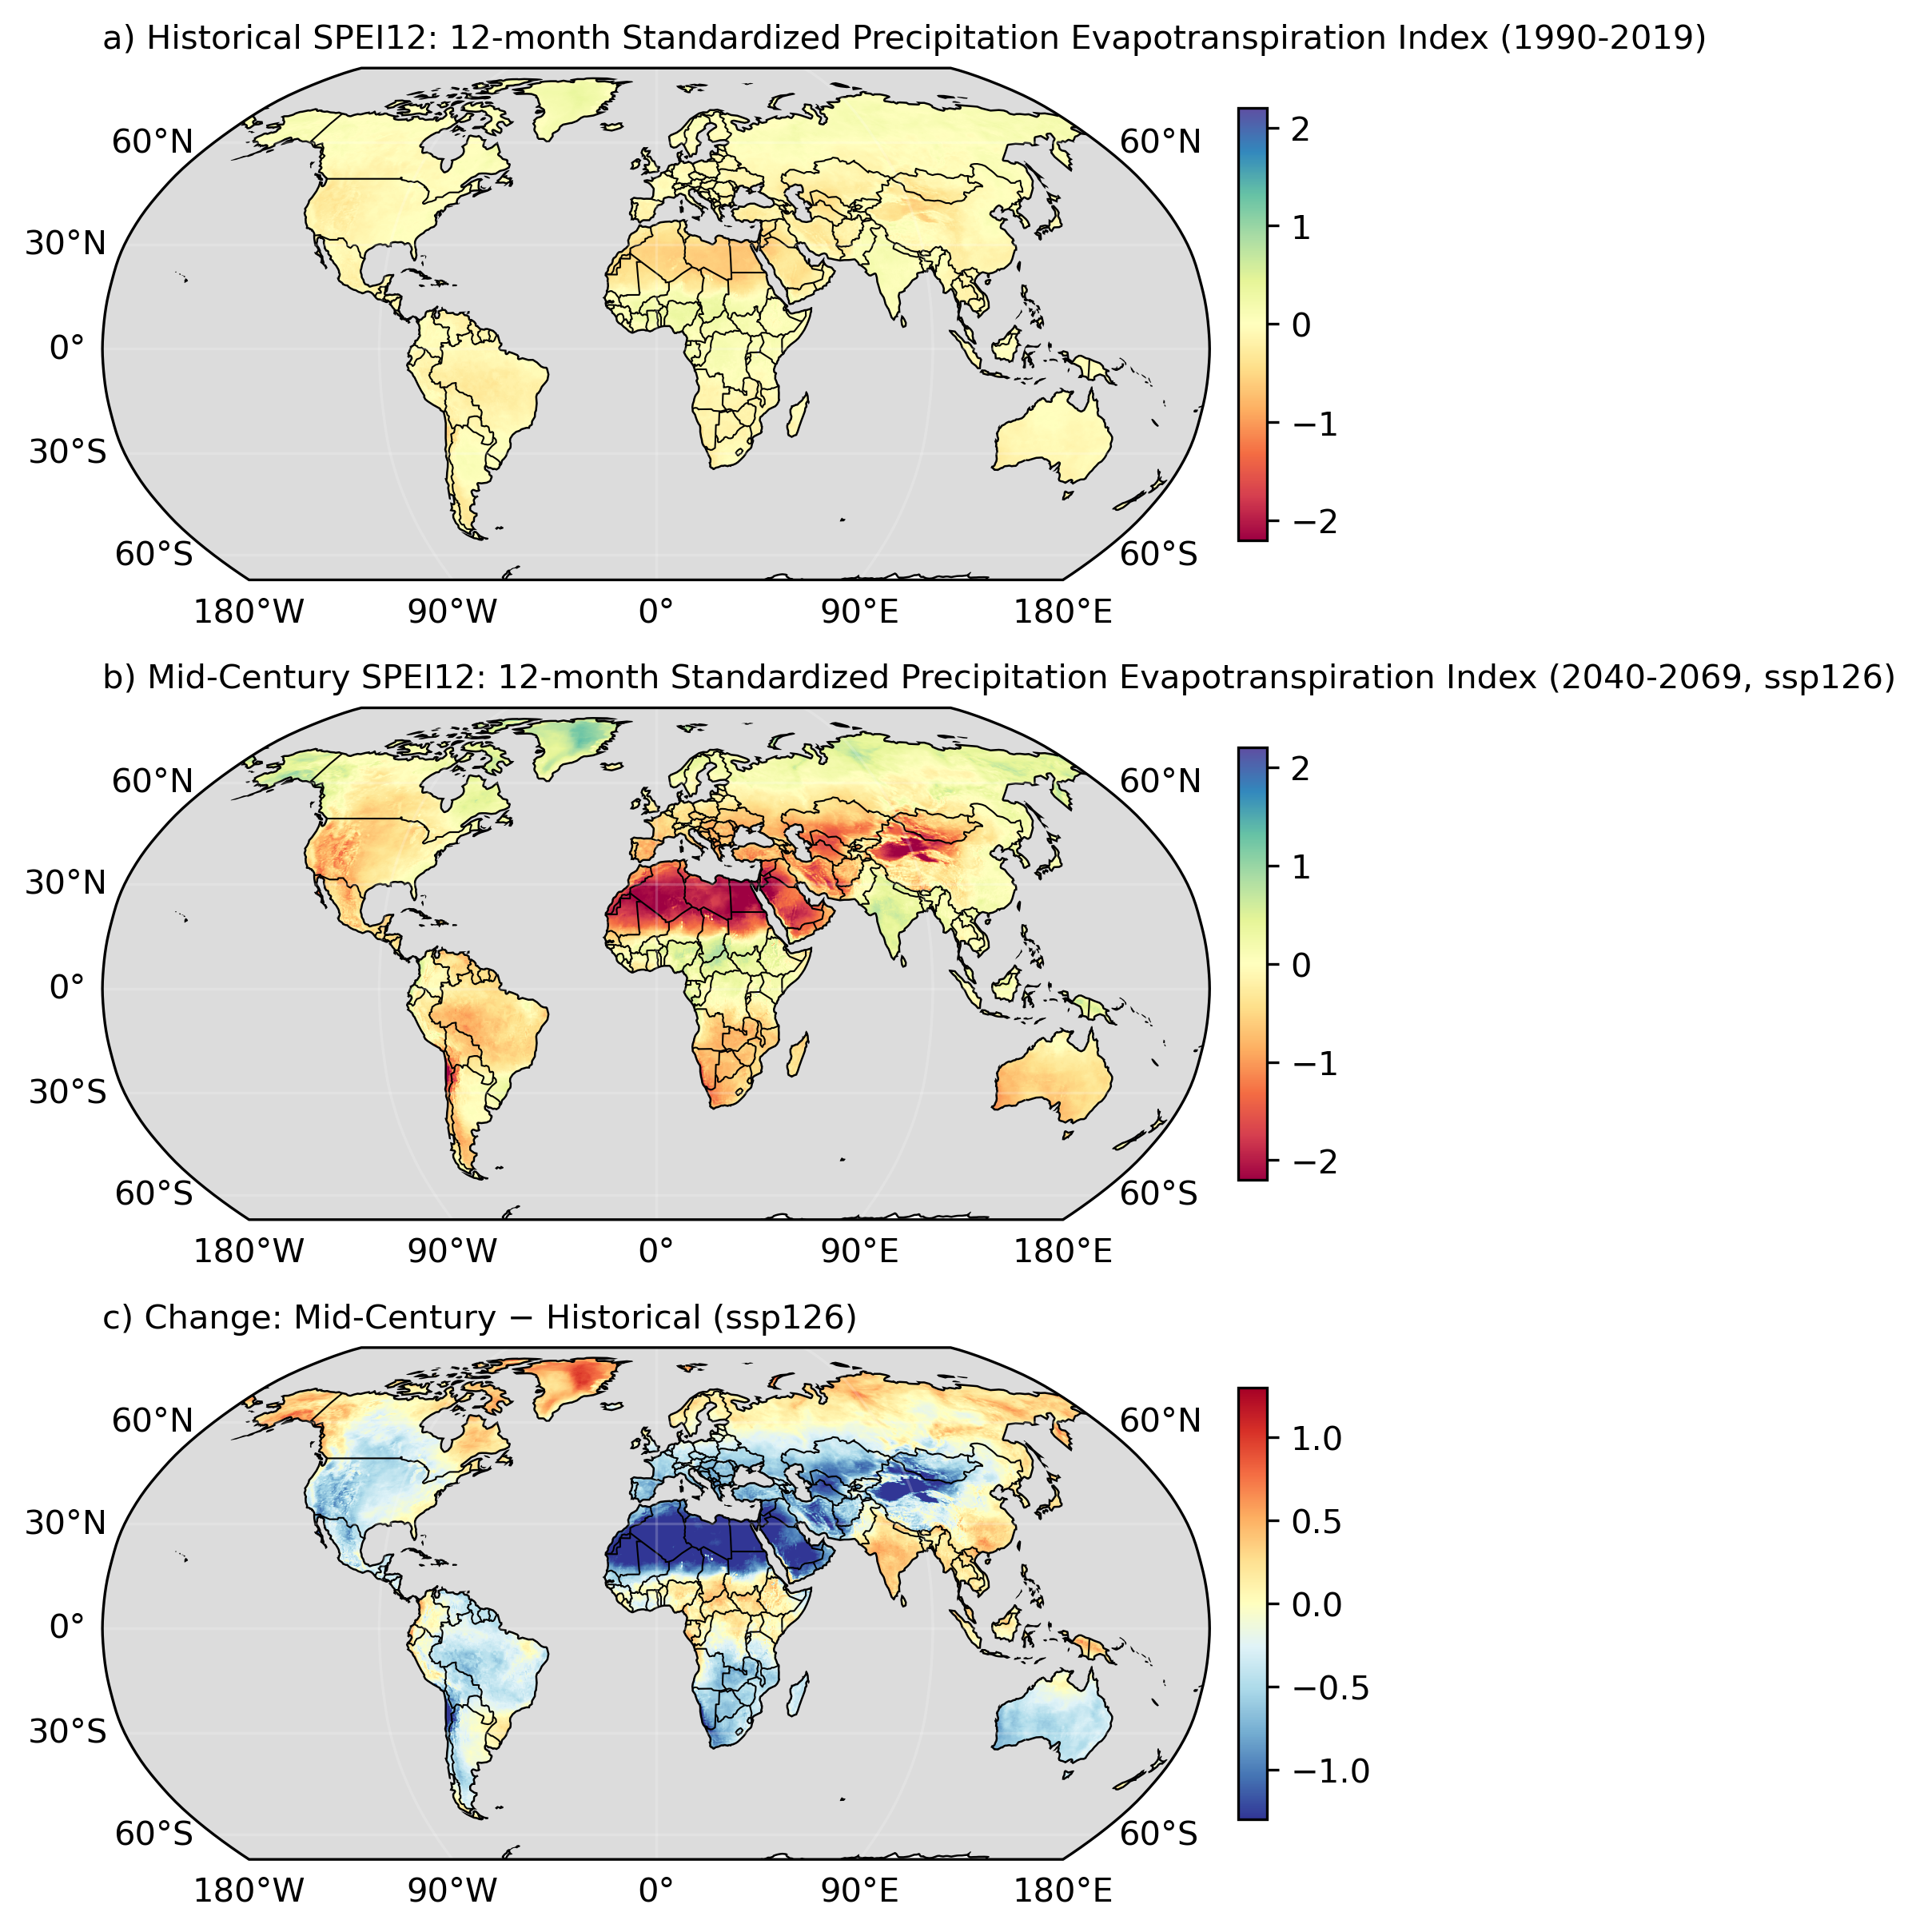 a) Historical SPEI12: 12-month Standardized Precipitation Evapotranspiration Index (1990-2019)
60°N
60°N
30°N
0°
30°S
60°S
60°S
180°W
90°W
0°
90°E
180°E
2
1
0
−1
−2
b) Mid-Century SPEI12: 12-month Standardized Precipitation Evapotranspiration Index (2040-2069, ssp126)
60°N
60°N
30°N
0°
30°S
60°S
60°S
180°W
90°W
0°
90°E
180°E
2
1
0
−1
−2
c) Change: Mid-Century − Historical (ssp126)
60°N
60°N
30°N
0°
30°S
60°S
60°S
180°W
90°W
0°
90°E
180°E
1.0
0.5
0.0
−0.5
−1.0